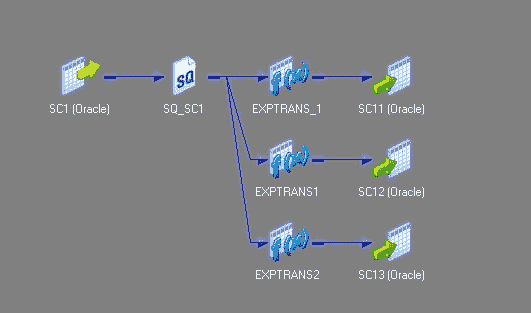 SQ
SC1 (Oracle)
SQ_SC1
EXPTRANS_1
SC11 (Oracle)
EXPTRANS1
SC12 (Oracle)
EXPTRANS2
SC13 (Oracle)